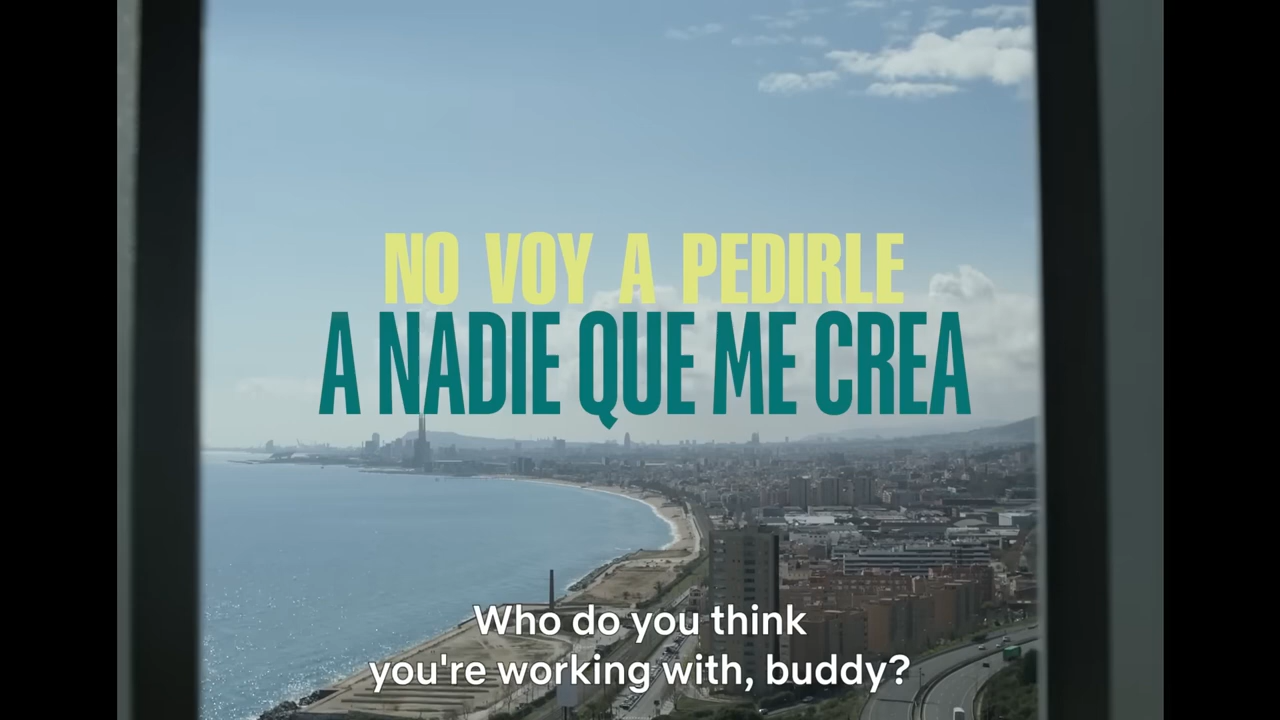 NO VOY A PEDIRLE
A NADIE QUE ME CREA
Who do you think
you're working with, buddy?